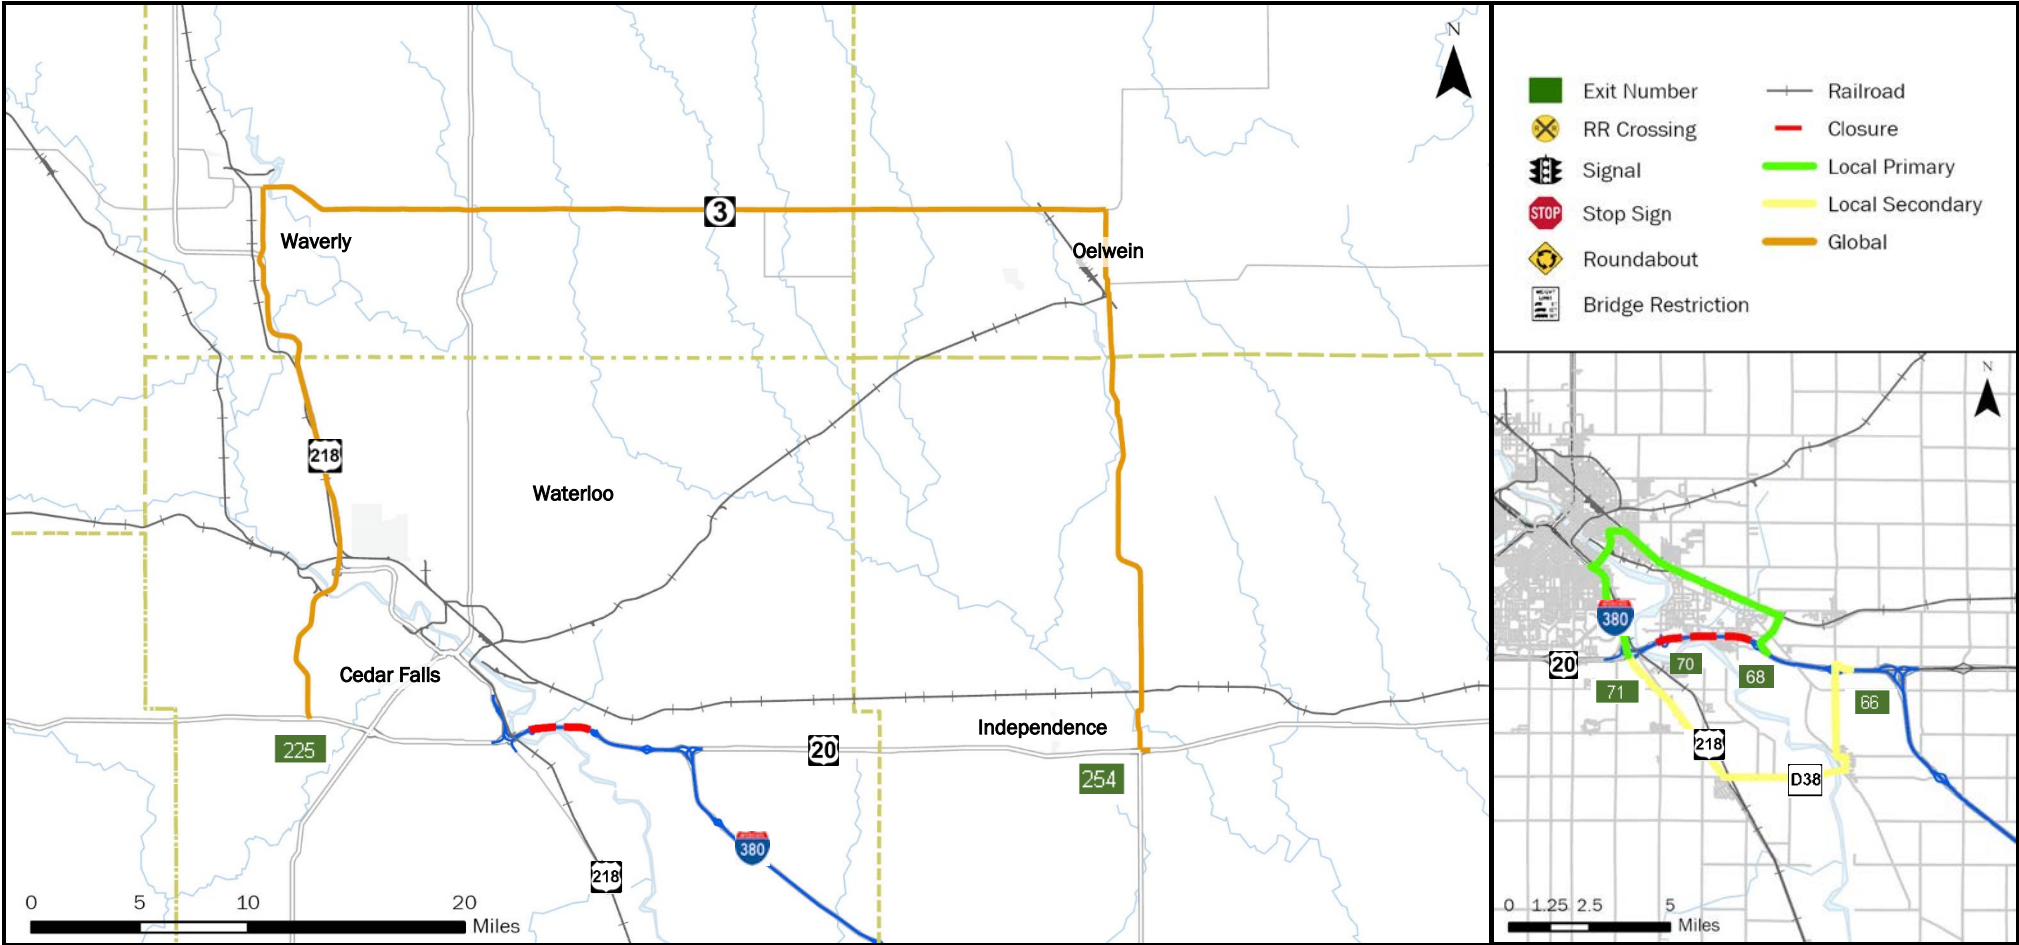 N
3
Waverly
Oelwein
218
Waterloo
Cedar Falls
Independence
225
20
254
380
218
0 5 10 20
Miles
Exit Number
RR Crossing
Signal
STOP
Stop Sign
Roundabout
WEIGHT
LIMIT
Bridge Restriction
Railroad
Closure
Local Primary
Local Secondary
Global
N
380
20
70
68
71
66
218
D38
0 1.25 2.5 5
Miles